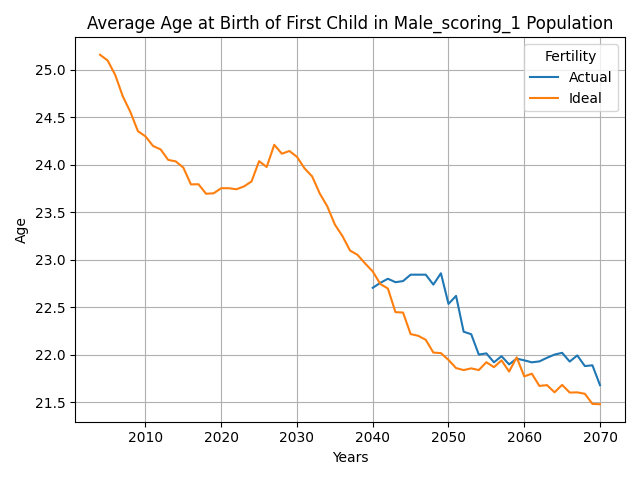 Average Age at Birth of First Child in Male_scoring_1 Population
Fertility
Actual
Ideal
Age
25.0
24.5
24.0
23.5
23.0
22.5
22.0
21.5
2010 2020 2030 2040 2050 2060 2070
Years